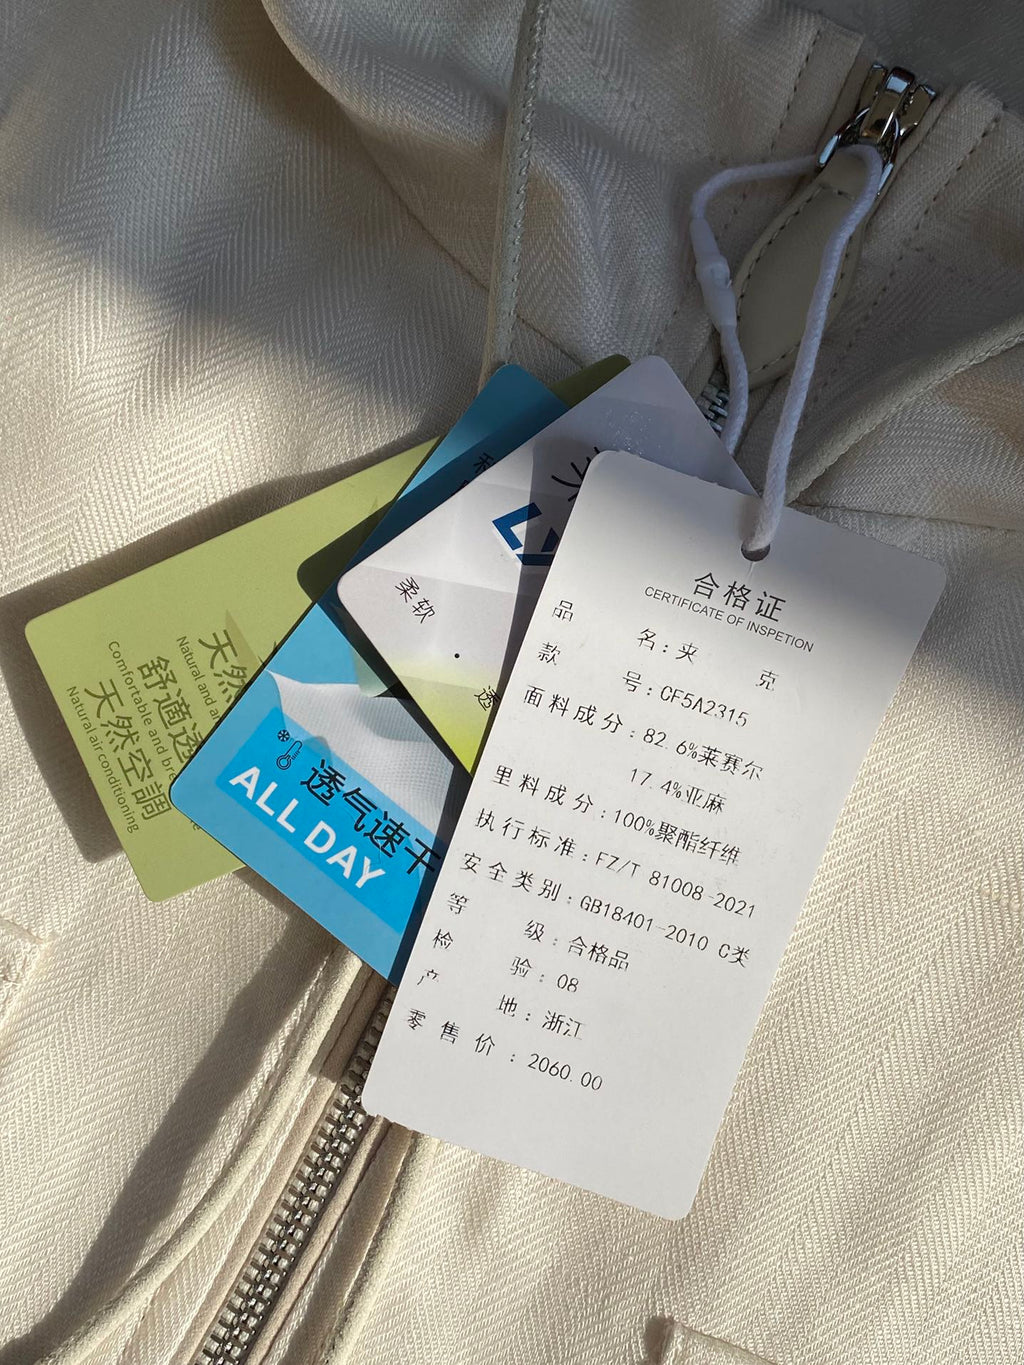 合格证
CERTIFICATE OF INSPETION
品名：夹克
款号：CF5A2315
面料成分：82.6%莱赛尔
17.4%亚麻
里料成分：100%聚酯纤维
执行标准：FZ/T 81008-2021
安全类别：GB18401-2010 C类
等级：合格品
检验：08
产地：浙江
零售价：2060.00
柔软
透
透气速干
ALL DAY
天然
Natural and
舒適透
Comfortable and
天然空調
Natural air conditioning